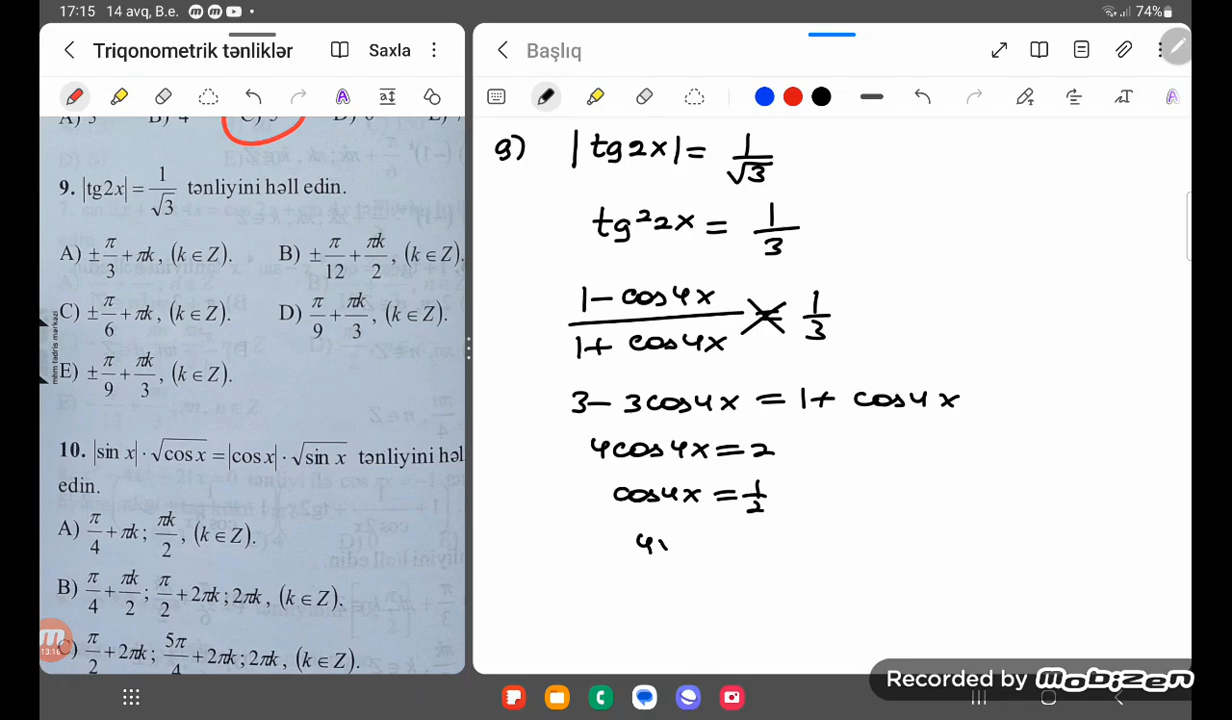 17:15 14 avq, B.e. 74%
Triqonometrik tənliklər Saxla
Başlıq
9. |tg2x| = 1/√3 tənliyini həll edin.
A) ± π/3 + πk, (k ∈ Z). B) ± π/12 + πk/2, (k ∈ Z).
C) ± π/6 + πk, (k ∈ Z). D) π/9 + πk/3, (k ∈ Z).
E) ± π/9 + πk/3, (k ∈ Z).
10. |sin x| · √cos x = |cos x| · √sin x tənliyini həl
edin.
A) π/4 + πk; πk/2, (k ∈ Z).
B) π/4 + πk/2; π/2 + 2πk; 2πk, (k ∈ Z).
C) π/2 + 2πk; 5π/4 + 2πk; 2πk, (k ∈ Z).
13:16
9) |tg2x| = 1/√3
tg²2x = 1/3
1 - cos4x / 1 + cos4x = 1/3
3 - 3cos4x = 1 + cos4x
4cos4x = 2
cos4x = 1/2
Recorded by mobizen